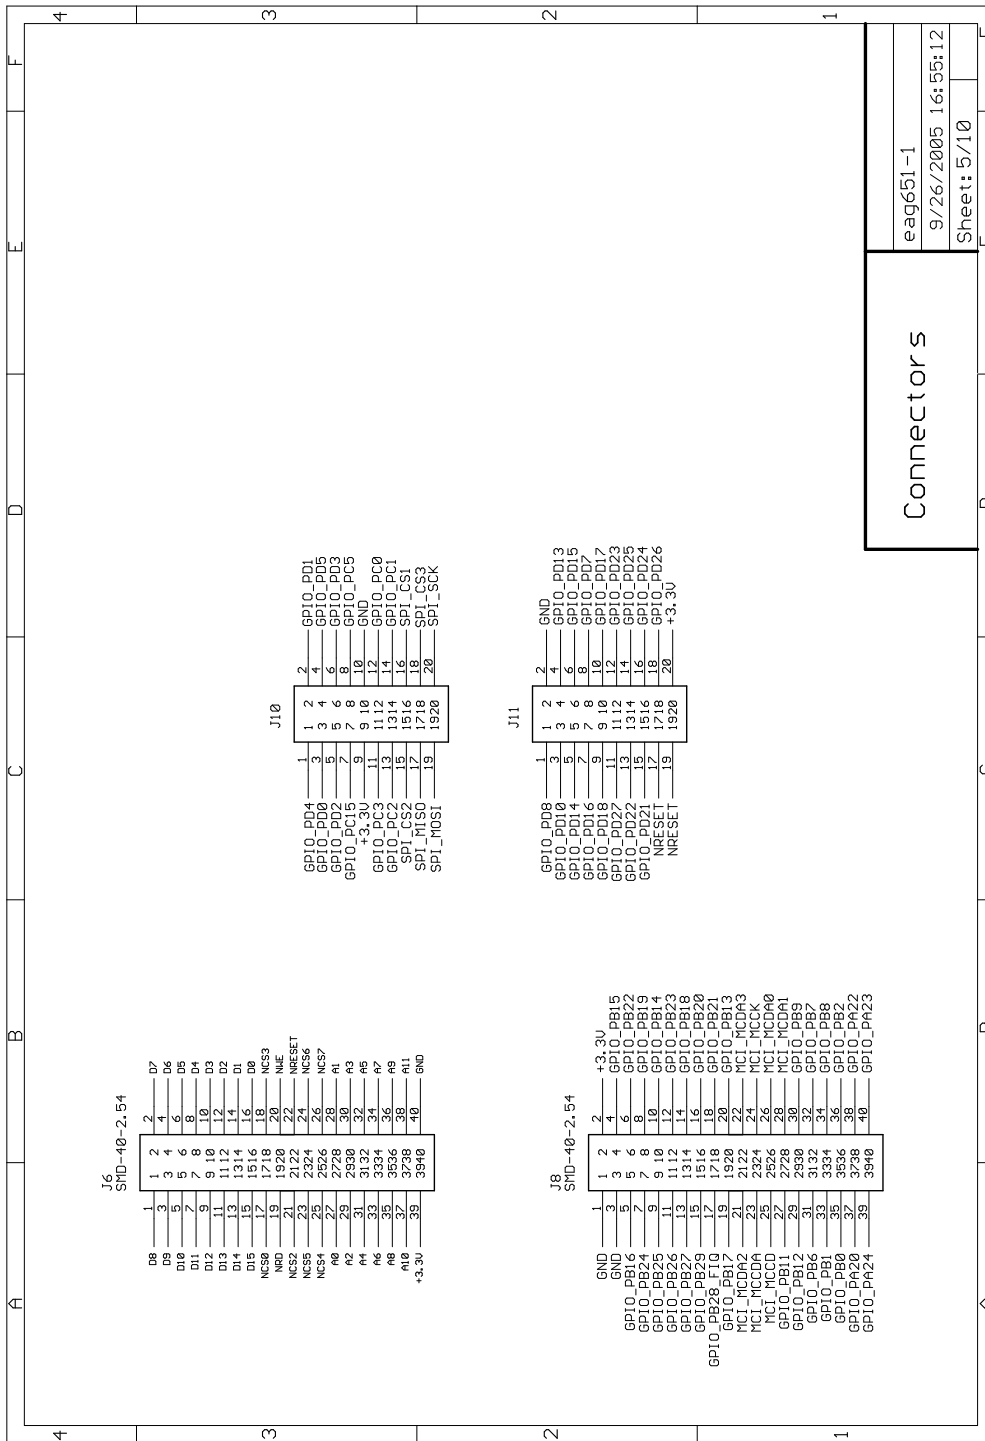 A B C D E F
4 4
J6
SMD-40-2.54
D8 1 1 2 2 D7
D9 3 3 4 4 D6
D10 5 5 6 6 D5
D11 7 7 8 8 D4
D12 9 9 10 10 D3
D13 11 11 12 12 D2
D14 13 13 14 14 D1
D15 15 15 16 16 D0
NCS0 17 17 18 18 NCS3
NRD 19 19 20 20 NWE
NCS2 21 21 22 22 NRESET
NCS5 23 23 24 24 NCS6
NCS4 25 25 26 26 NCS7
A0 27 27 28 28 A1
A2 29 29 30 30 A3
A4 31 31 32 32 A5
A6 33 33 34 34 A7
A8 35 35 36 36 A9
A10 37 37 38 38 A11
+3.3V 39 39 40 40 GND
3 3
J10
GPIO_PD4 1 1 2 2 GPIO_PD1
GPIO_PD0 3 3 4 4 GPIO_PD5
GPIO_PD2 5 5 6 6 GPIO_PD3
GPIO_PC15 7 7 8 8 GPIO_PC5
+3.3V 9 9 10 10 GND
GPIO_PC3 11 11 12 12 GPIO_PC0
GPIO_PC2 13 13 14 14 GPIO_PC1
SPI_CS2 15 15 16 16 SPI_CS1
SPI_MISO 17 17 18 18 SPI_CS3
SPI_MOSI 19 19 20 20 SPI_SCK
J11
GPIO_PD8 1 1 2 2 GND
GPIO_PD10 3 3 4 4 GPIO_PD13
GPIO_PD14 5 5 6 6 GPIO_PD15
GPIO_PD16 7 7 8 8 GPIO_PD7
GPIO_PD18 9 9 10 10 GPIO_PD17
GPIO_PD27 11 11 12 12 GPIO_PD23
GPIO_PD22 13 13 14 14 GPIO_PD25
GPIO_PD21 15 15 16 16 GPIO_PD24
NRESET 17 17 18 18 GPIO_PD26
NRESET 19 19 20 20 +3.3V
2 2
J8
SMD-40-2.54
GND 1 1 2 2 +3.3V
GND 3 3 4 4 GPIO_PB15
GPIO_PB16 5 5 6 6 GPIO_PB22
GPIO_PB24 7 7 8 8 GPIO_PB19
GPIO_PB25 9 9 10 10 GPIO_PB14
GPIO_PB26 11 11 12 12 GPIO_PB23
GPIO_PB27 13 13 14 14 GPIO_PB18
GPIO_PB29 15 15 16 16 GPIO_PB20
GPIO_PB28_FIQ 17 17 18 18 GPIO_PB21
GPIO_PB17 19 19 20 20 GPIO_PB13
MCI_MCDA2 21 21 22 22 MCI_MCDA3
MCI_MCCDA 23 23 24 24 MCI_MCCK
MCI_MCCD 25 25 26 26 MCI_MCDA0
GPIO_PB11 27 27 28 28 MCI_MCDA1
GPIO_PB12 29 29 30 30 GPIO_PB9
GPIO_PB6 31 31 32 32 GPIO_PB7
GPIO_PB1 33 33 34 34 GPIO_PB8
GPIO_PB0 35 35 36 36 GPIO_PB2
GPIO_PA20 37 37 38 38 GPIO_PA22
GPIO_PA24 39 39 40 40 GPIO_PA23
1 1
Connectors
eag651-1
9/26/2005 16:55:12
Sheet: 5/10